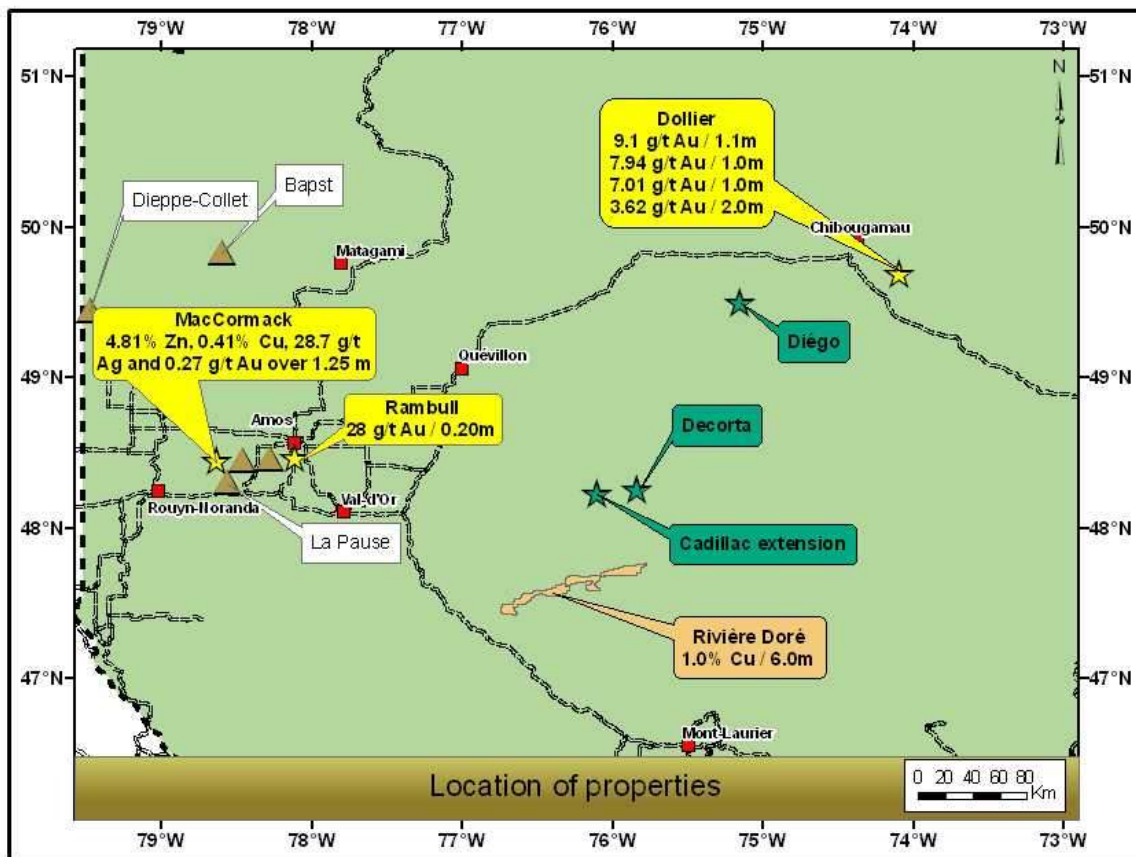 79°W 78°W 77°W 76°W 75°W 74°W 73°W
51°N 51°N
N
Dollier
9.1 g/t Au / 1.1m
7.94 g/t Au / 1.0m
7.01 g/t Au / 1.0m
3.62 g/t Au / 2.0m
Bapst
Dieppe-Collet
50°N 50°N
Chibougamau
Matagami
MacCormack
4.81% Zn, 0.41% Cu, 28.7 g/t
Ag and 0.27 g/t Au over 1.25 m
Diégo
Quévillon
49°N 49°N
Rambull
28 g/t Au / 0.20m
Amos
Decorta
Val-d'Or
Rouyn-Noranda
48°N 48°N
La Pause
Cadillac extension
Rivière Doré
1.0% Cu / 6.0m
47°N 47°N
Mont-Laurier
Location of properties
0 20 40 60 80
Km
79°W 78°W 77°W 76°W 75°W 74°W 73°W